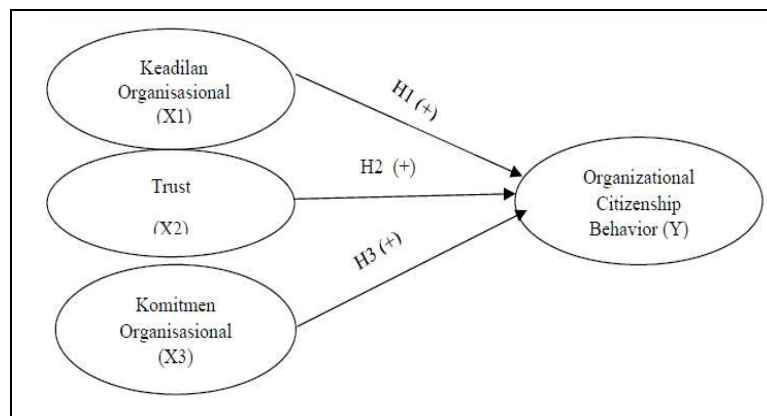 Keadilan
Organisasional
(X1)
H1 (+)
Trust
(X2)
H2 (+)
Organizational
Citizenship
Behavior (Y)
H3 (+)
Komitmen
Organisasional
(X3)